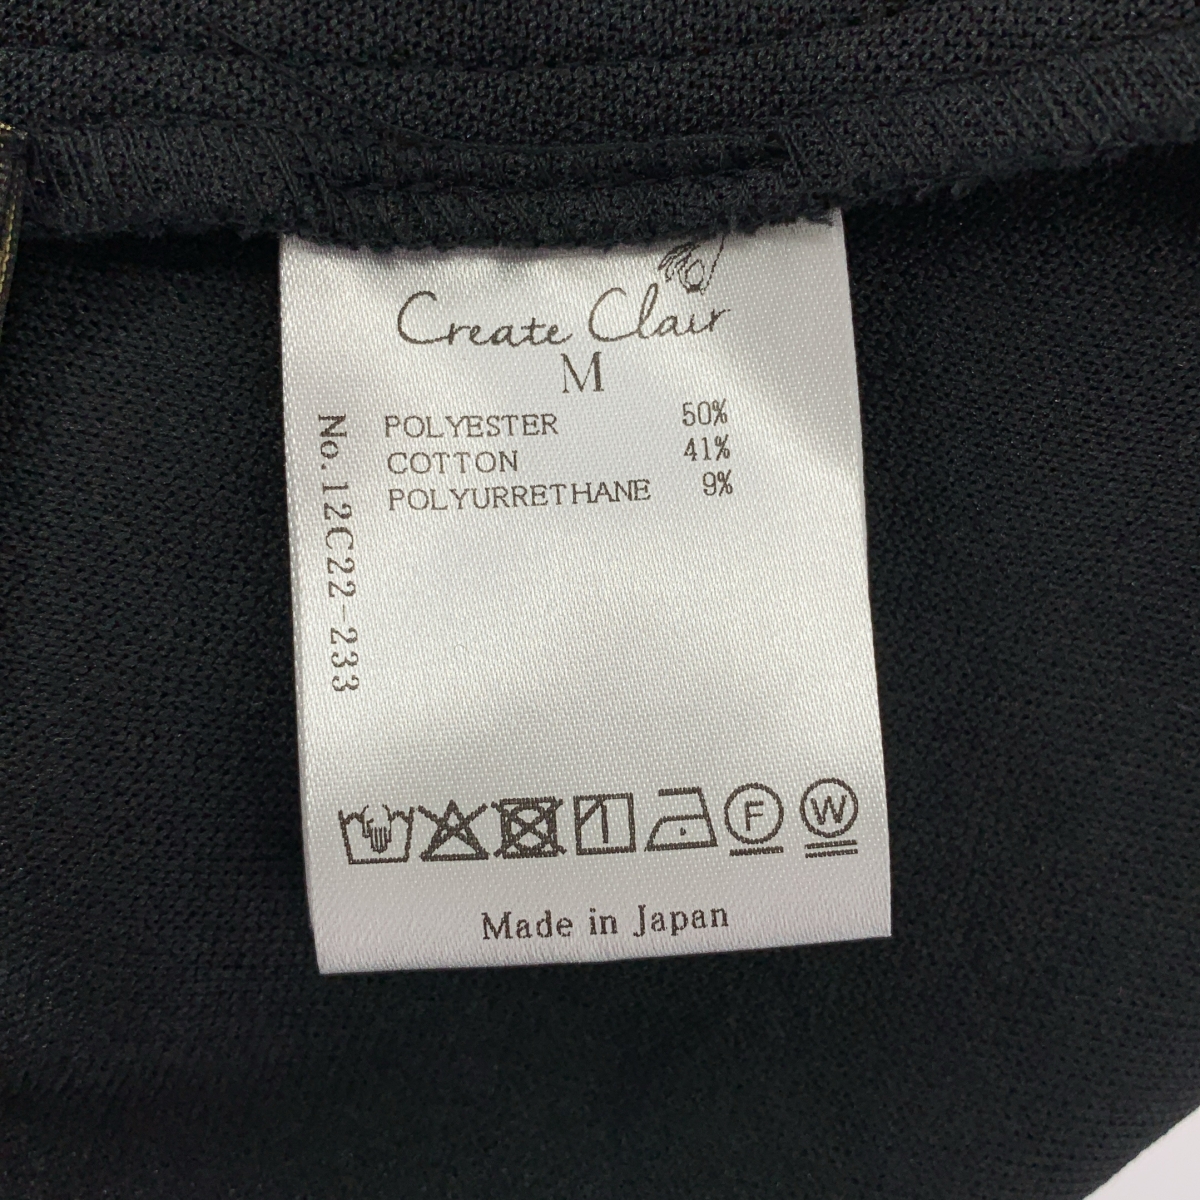 Create Clair
M
POLYESTER 50%
COTTON 41%
POLYURRETHANE 9%
No.12C22-233
F
W
Made in Japan